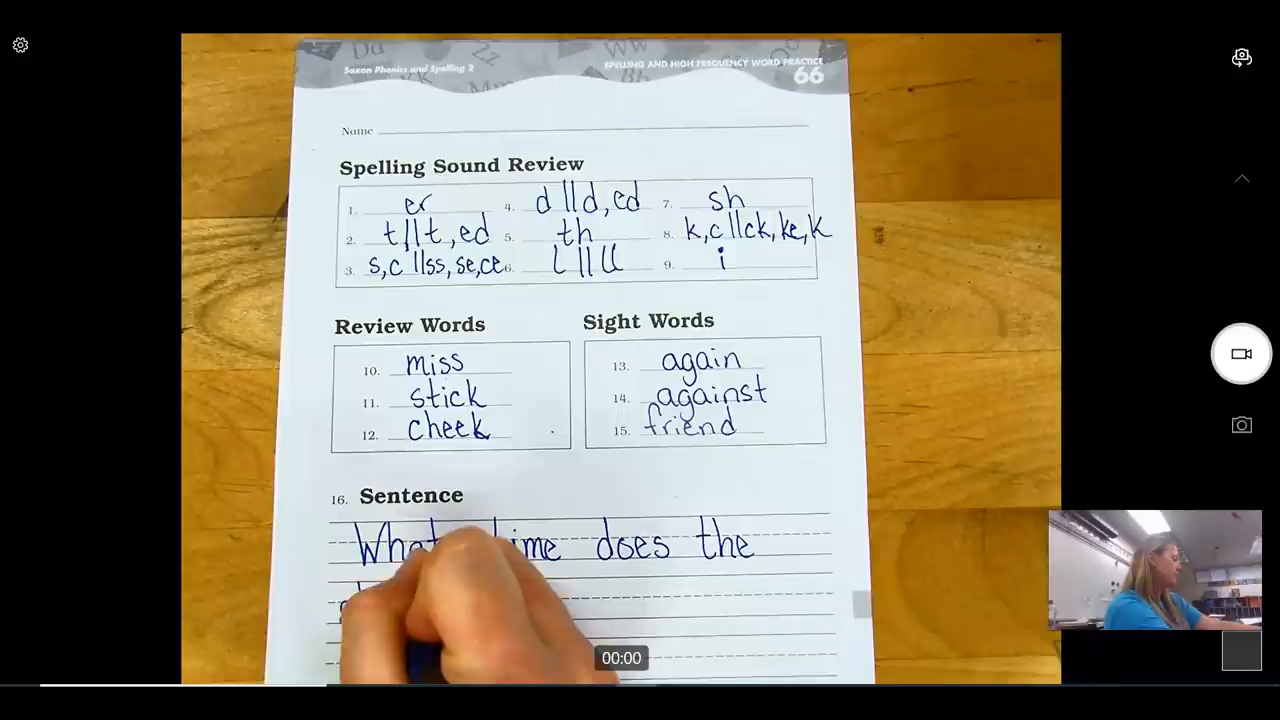 Saxon Phonics and Spelling 2
SPELLING AND HIGH FREQUENCY WORD PRACTICE
66
Name
Spelling Sound Review
1. er 4. d||d, ed 7. sh
2. t||t, ed 5. th 8. k, c||ck, ke, k
3. s, c||ss, se, ce 6. l||ll 9. i
Review Words
10. miss
11. stick
12. cheek
Sight Words
13. again
14. against
15. friend
16. Sentence
What time does the
00:00